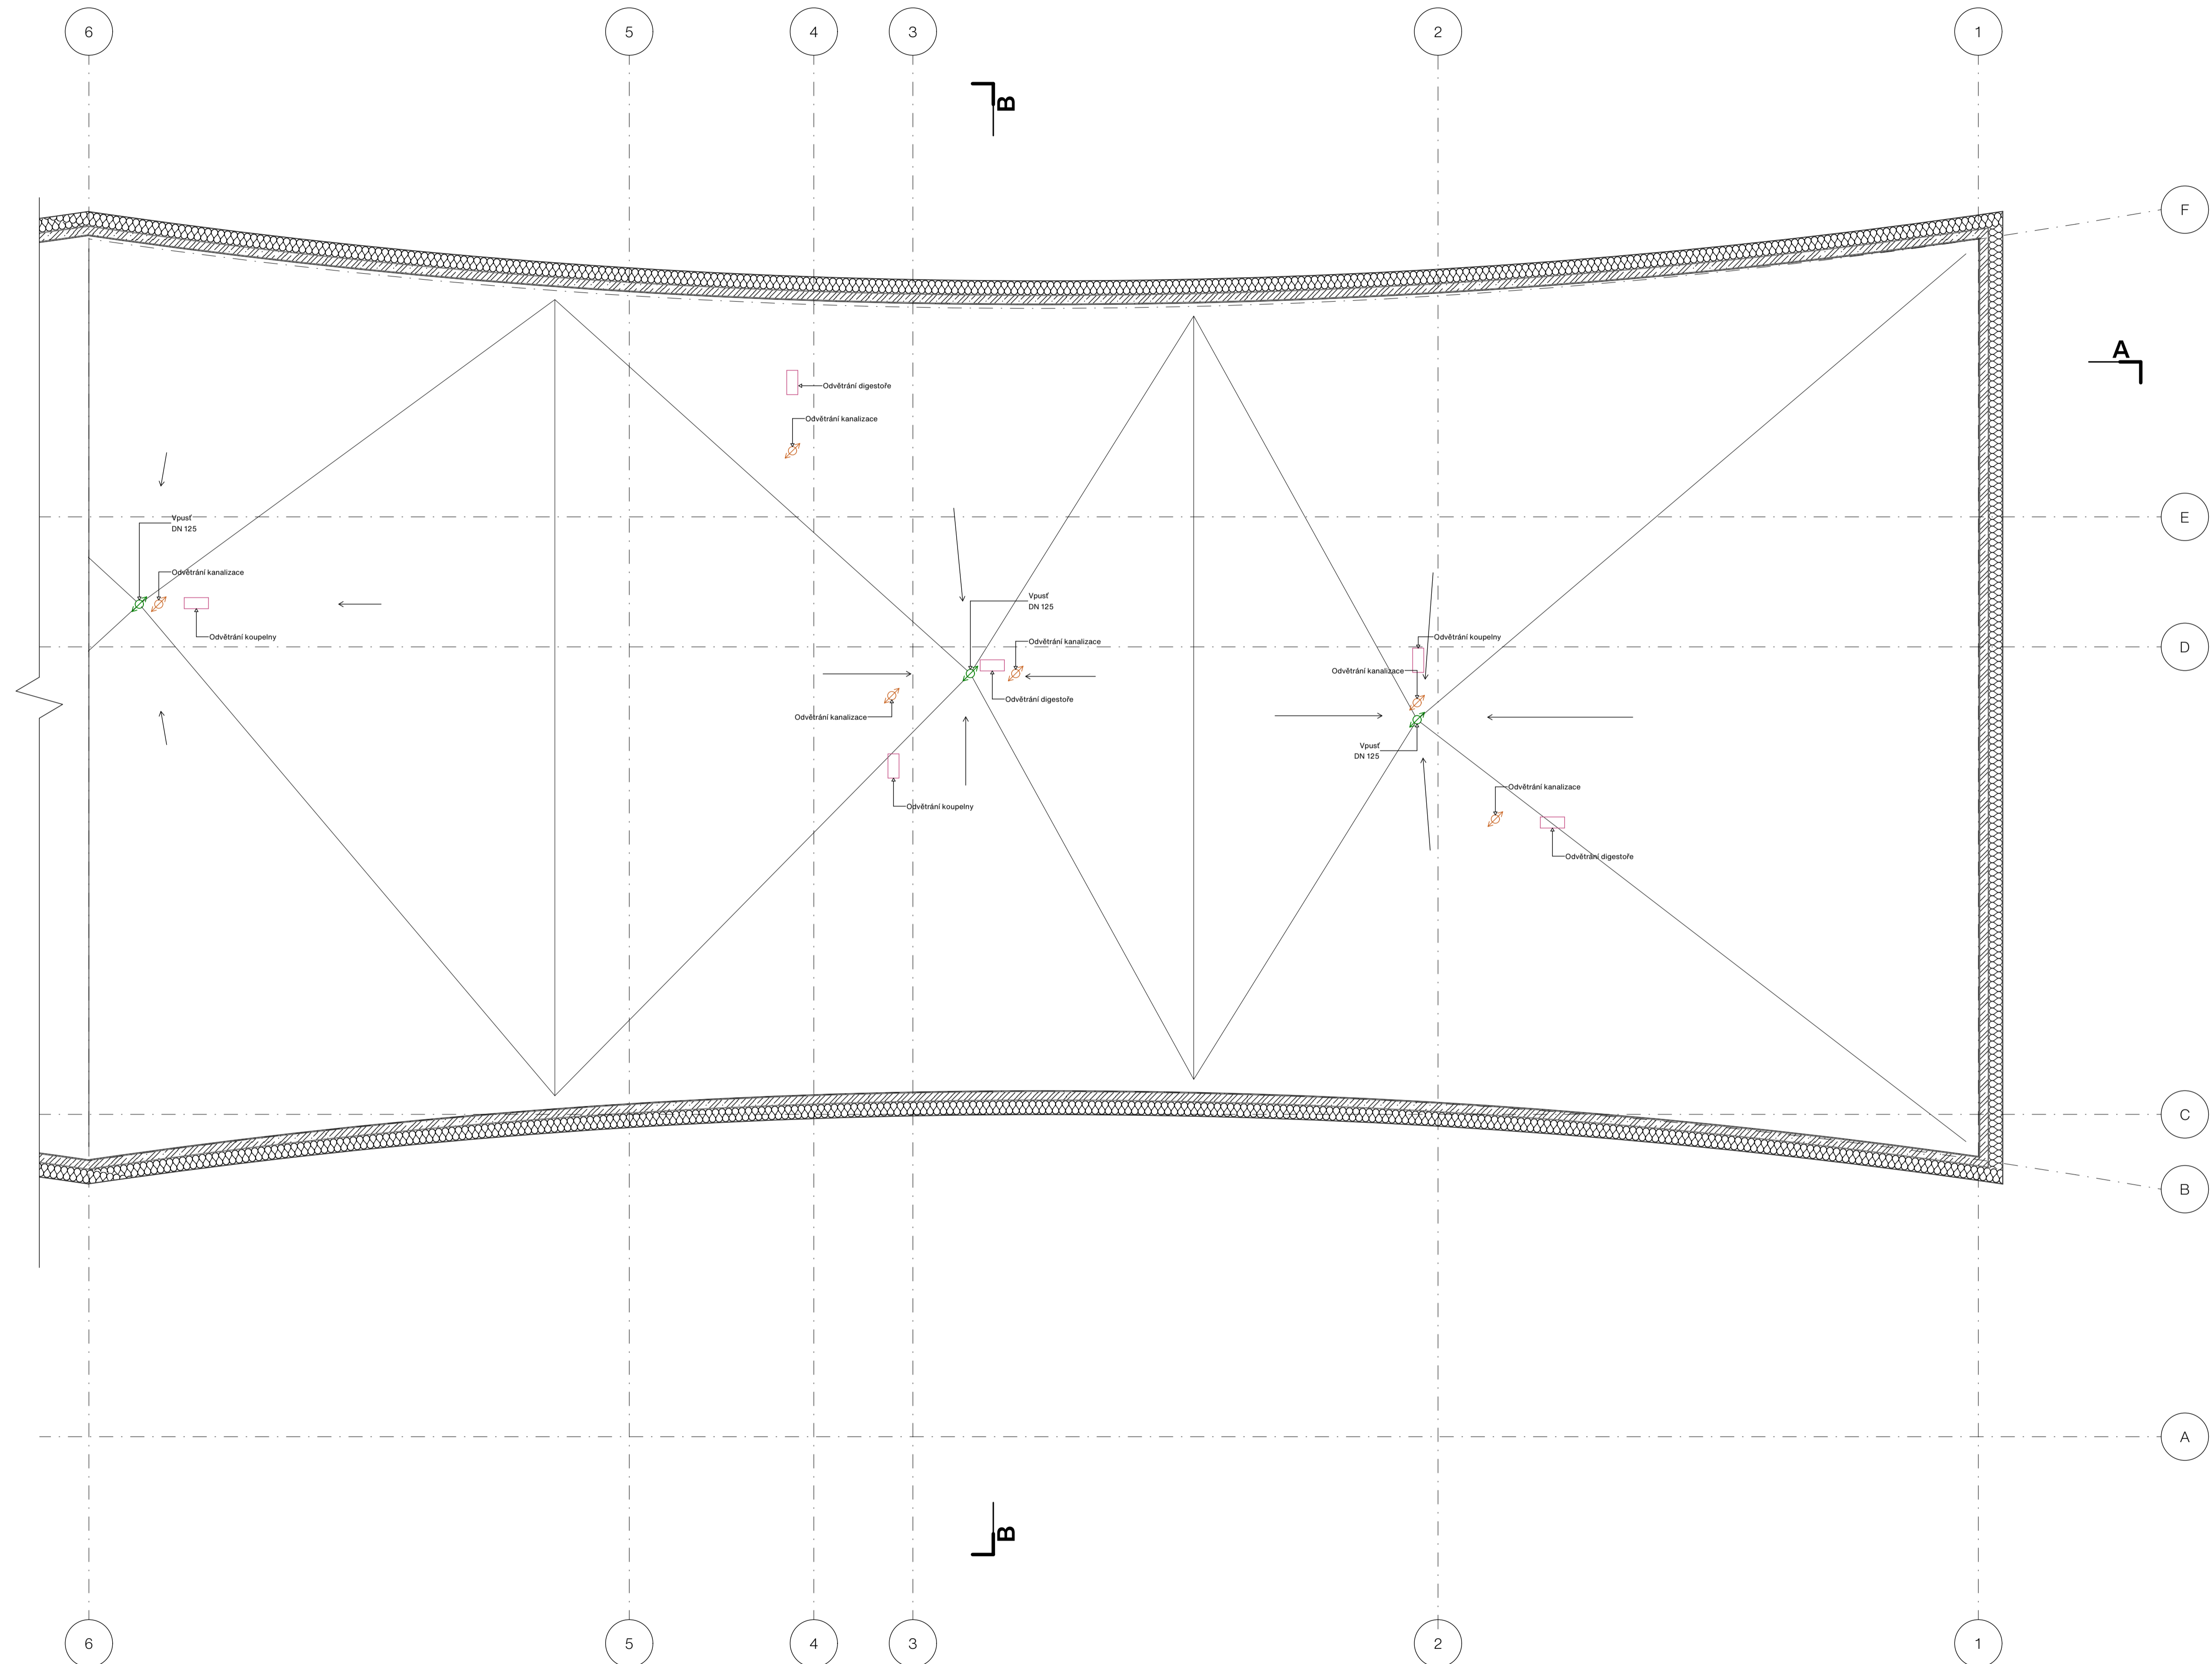 6
5
4
3
2
1
B
F
A
Odvětrání digestoře
Odvětrání kanalizace
Vpusť
DN 125
E
Odvětrání kanalizace
Odvětrání koupelny
Vpusť
DN 125
Odvětrání kanalizace
Odvětrání digestoře
Odvětrání kanalizace
Odvětrání koupelny
Odvětrání koupelny
D
Odvětrání kanalizace
Vpusť
DN 125
Odvětrání kanalizace
Odvětrání digestoře
C
B
A
B
6
5
4
3
2
1